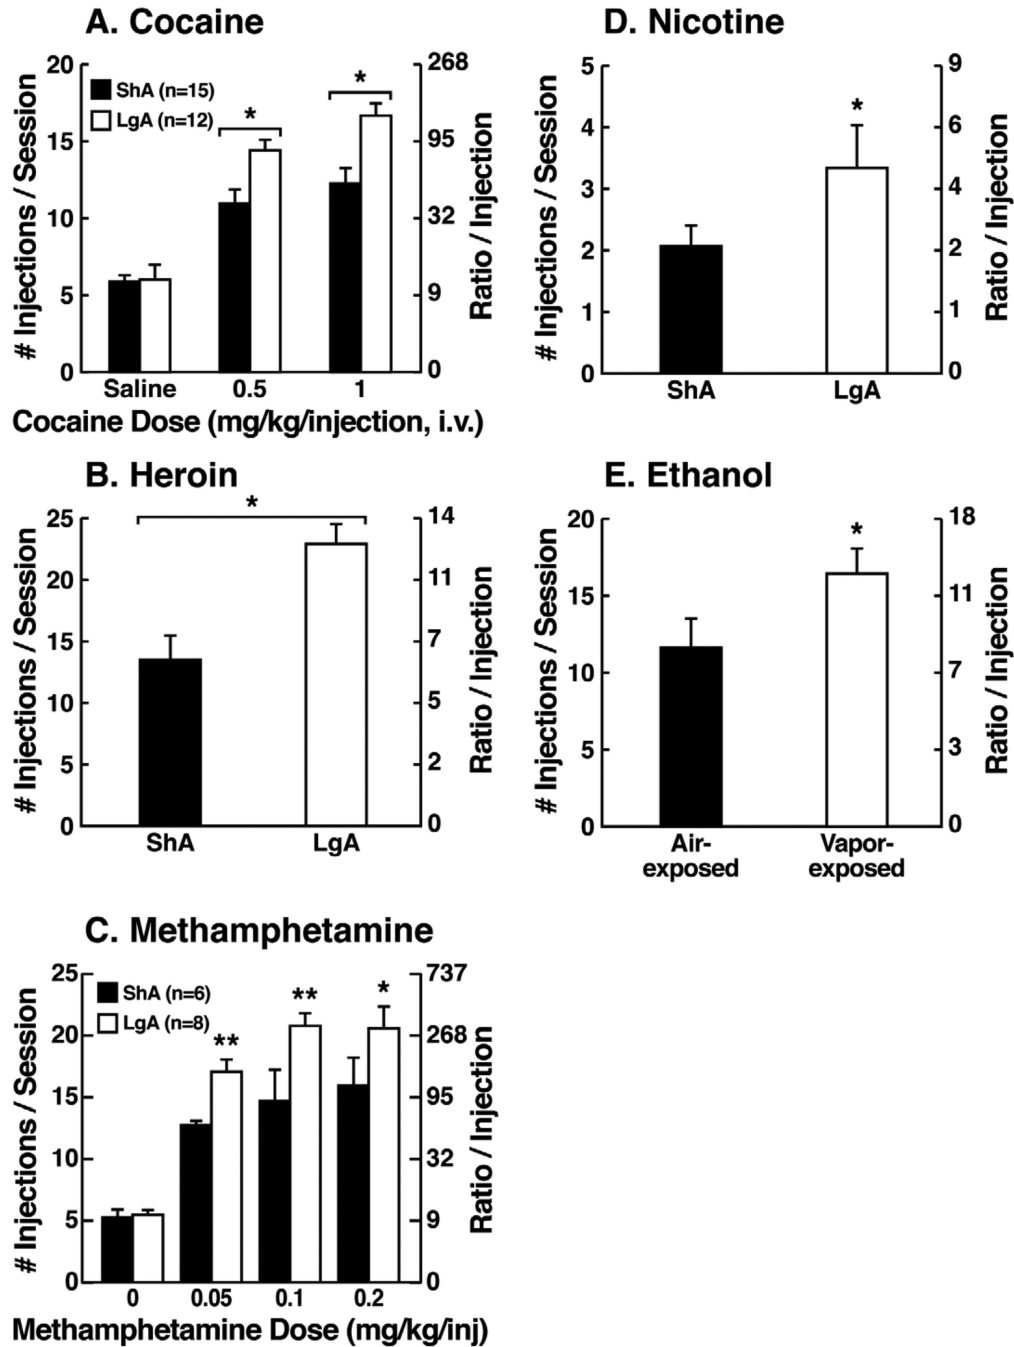 A. Cocaine
# Injections / Session
20
15
10
5
0
ShA (n=15)
LgA (n=12)
*
*
268
95
32
9
0
Ratio / Injection
Saline 0.5 1
Cocaine Dose (mg/kg/injection, i.v.)
D. Nicotine
# Injections / Session
5
4
3
2
1
0
*
9
6
4
2
1
0
Ratio / Injection
ShA LgA
B. Heroin
# Injections / Session
25
20
15
10
5
0
*
14
11
7
5
2
0
Ratio / Injection
ShA LgA
E. Ethanol
# Injections / Session
20
15
10
5
0
*
18
11
7
3
0
Ratio / Injection
Air- Vapor-
exposed exposed
C. Methamphetamine
# Injections / Session
25
20
15
10
5
0
ShA (n=6)
LgA (n=8)
**
**
*
737
268
95
32
9
0
Ratio / Injection
0 0.05 0.1 0.2
Methamphetamine Dose (mg/kg/inj)